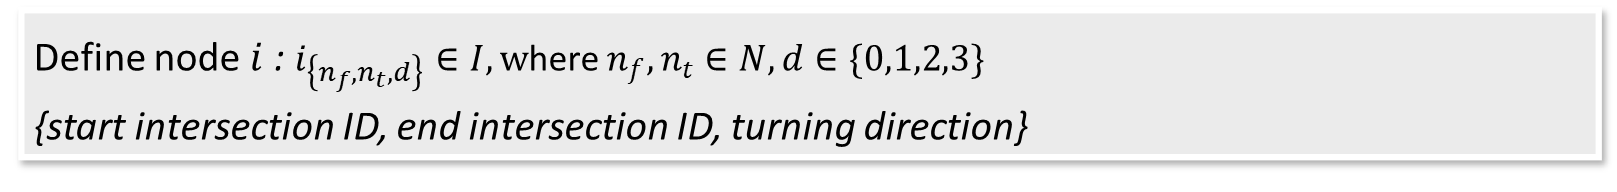 Define node i : i_{n_f,n_t,d} ∈ I, where n_f, n_t ∈ N, d ∈ {0,1,2,3}
{start intersection ID, end intersection ID, turning direction}